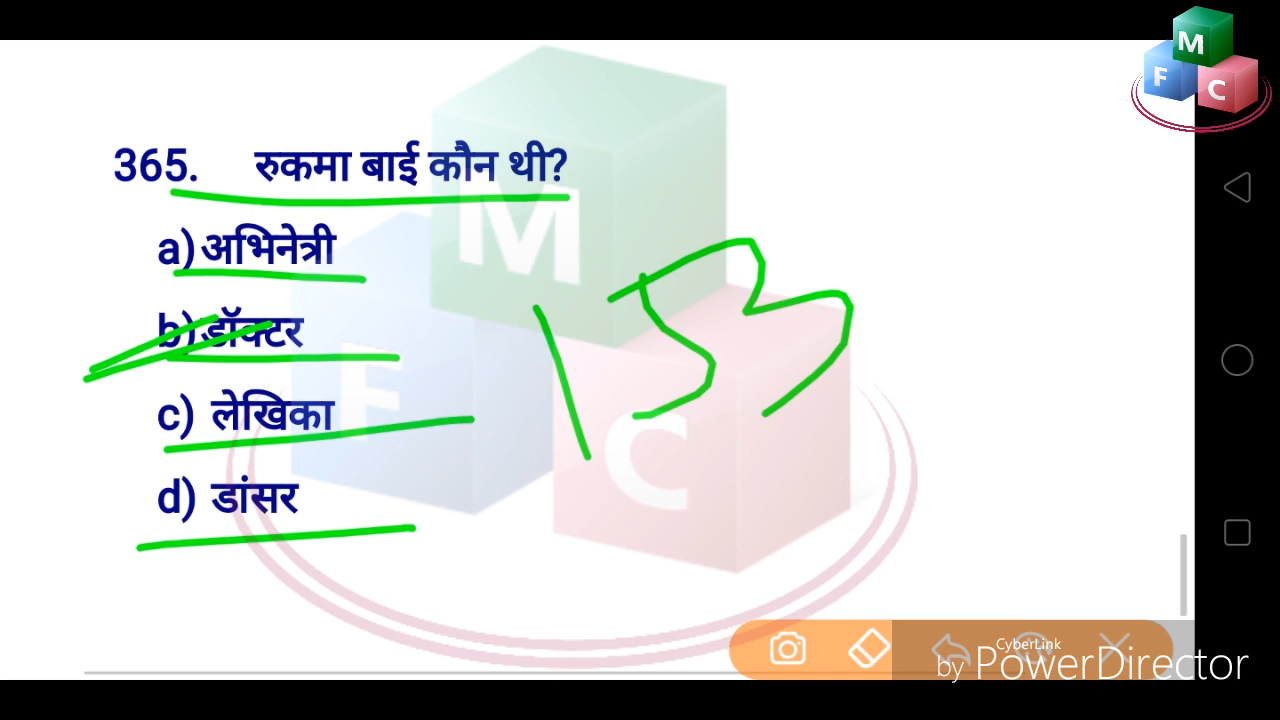 M
F
C
365. रुकमा बाई कौन थी?
a) अभिनेत्री
b) डॉक्टर
c) लेखिका
d) डांसर
153
M
F
C
CyberLink
by PowerDirector